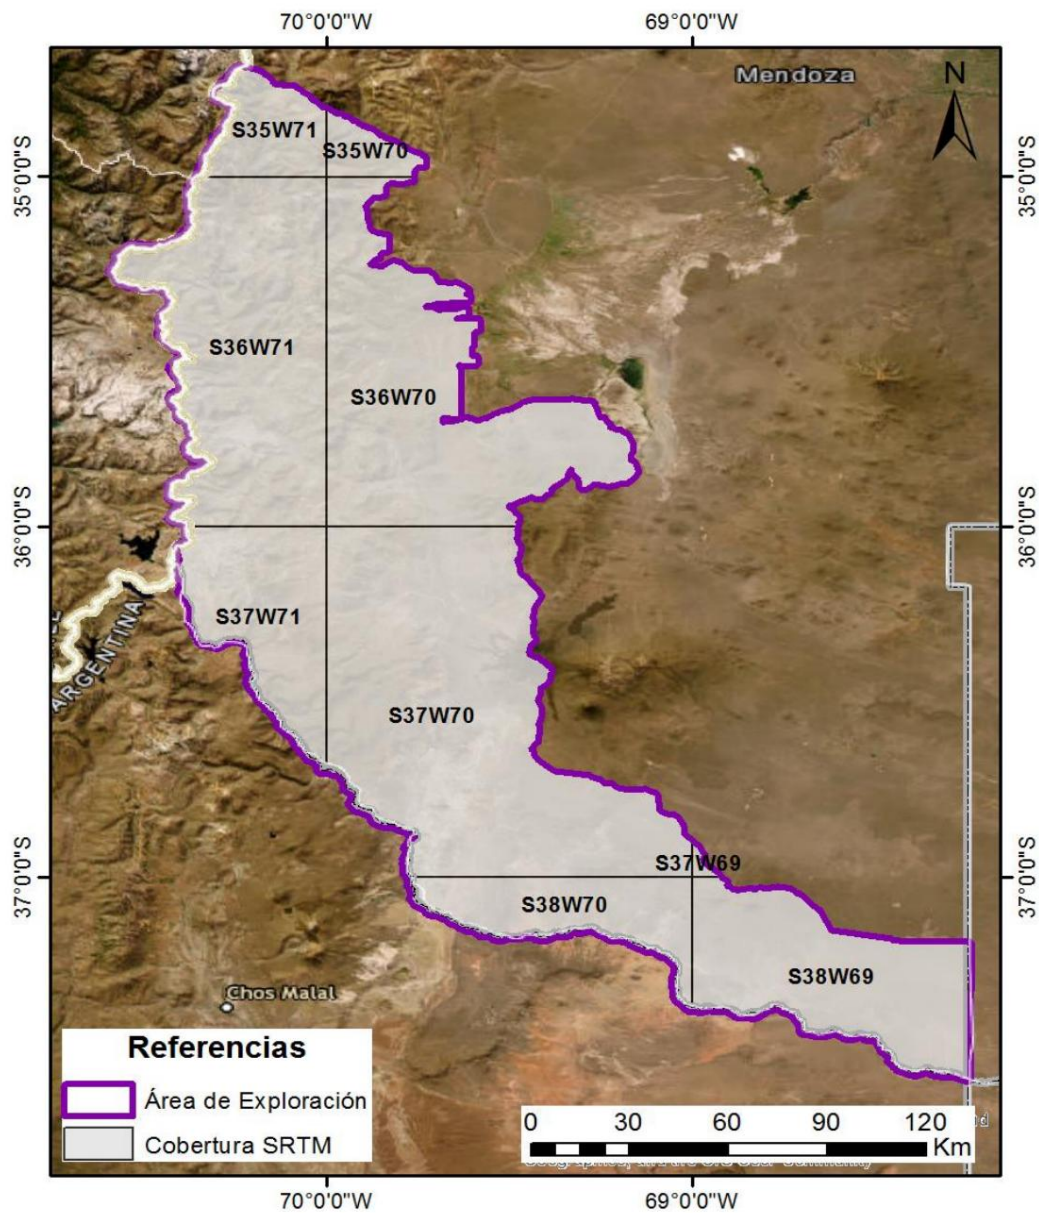 70°0'0"W 69°0'0"W
Mendoza
N
S35W71
S35W70
35°0'0"S 35°0'0"S
S36W71
S36W70
36°0'0"S 36°0'0"S
S37W71
ARGENTINA
S37W70
S37W69
37°0'0"S 37°0'0"S
S38W70
S38W69
Chos Malal
Referencias
Área de Exploración
Cobertura SRTM
0 30 60 90 120
Km
70°0'0"W 69°0'0"W